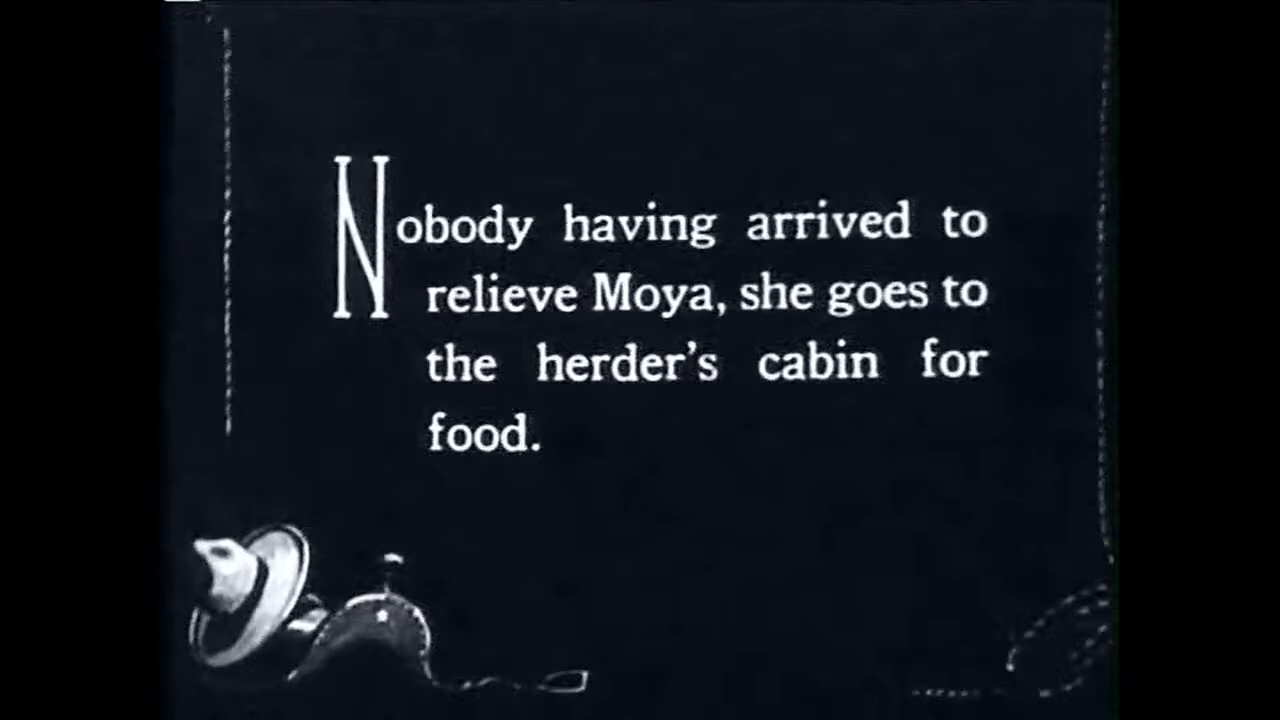 Nobody having arrived to
relieve Moya, she goes to
the herder's cabin for
food.